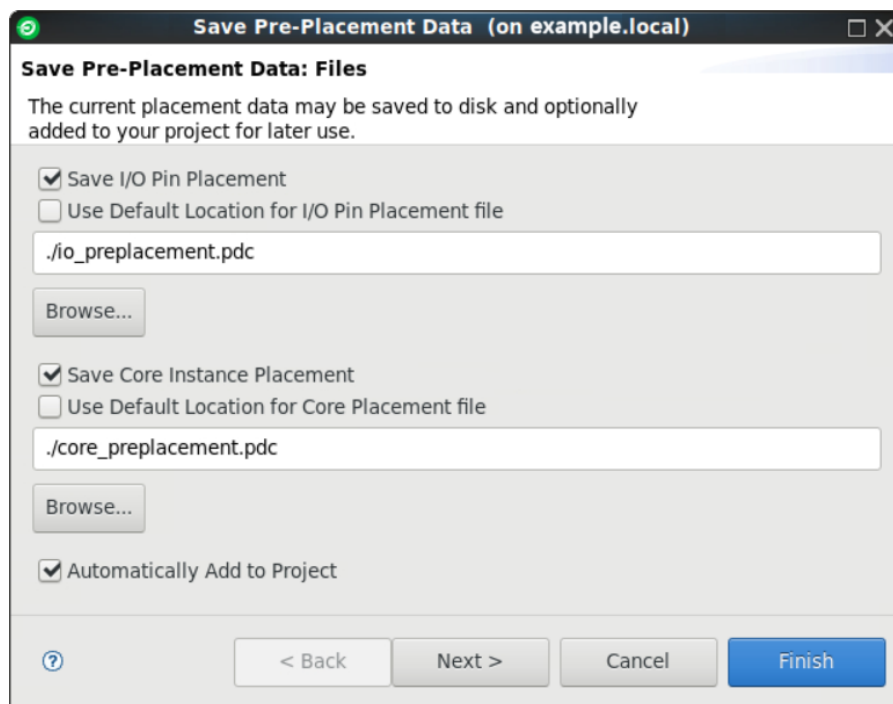 Save Pre-Placement Data (on example.local)
Save Pre-Placement Data: Files
The current placement data may be saved to disk and optionally
added to your project for later use.
Save I/O Pin Placement
Use Default Location for I/O Pin Placement file
./io_preplacement.pdc
Browse...
Save Core Instance Placement
Use Default Location for Core Placement file
./core_preplacement.pdc
Browse...
Automatically Add to Project
? < Back Next > Cancel Finish